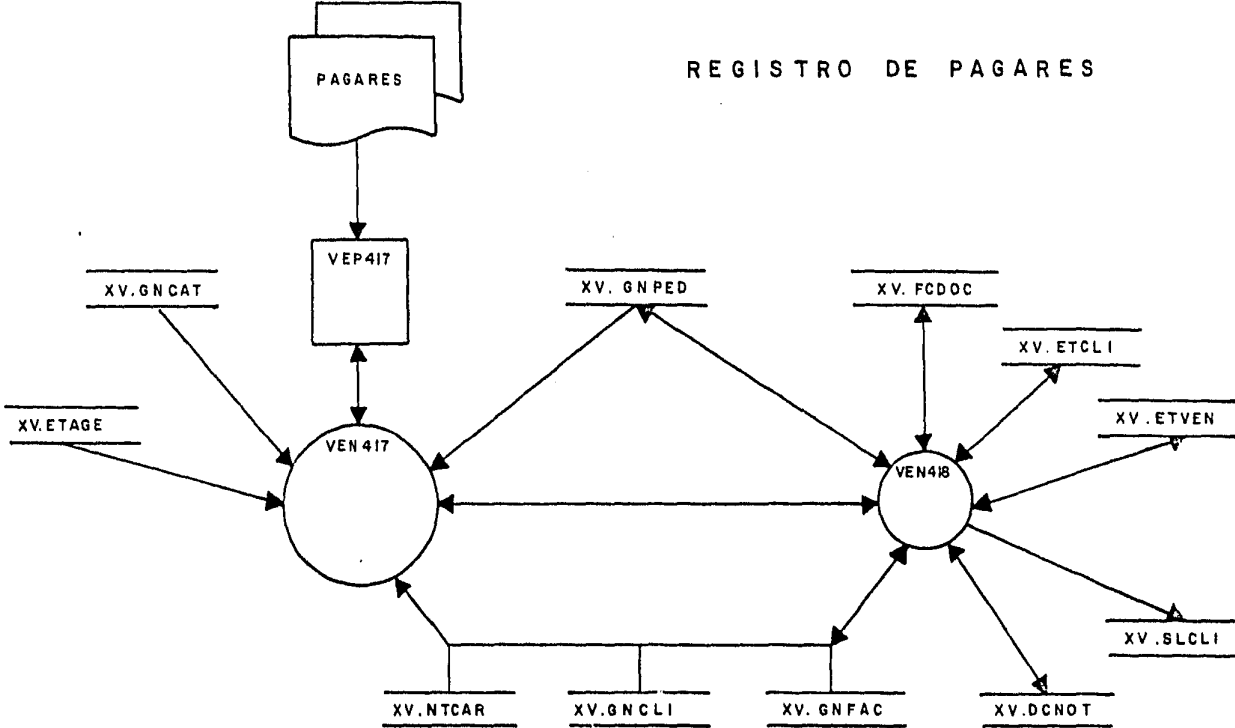 REGISTRO DE PAGARES
PAGARES
VEP417
XV.GNCAT
XV. GNPED
XV. FCDOC
XV. ETCLI
XV.ETAGE
XV. ETVEN
VEN417
VEN418
XV.SLCLI
XV.NTCAR
XV.GNCLI
XV. GNFAC
XV.DCNOT